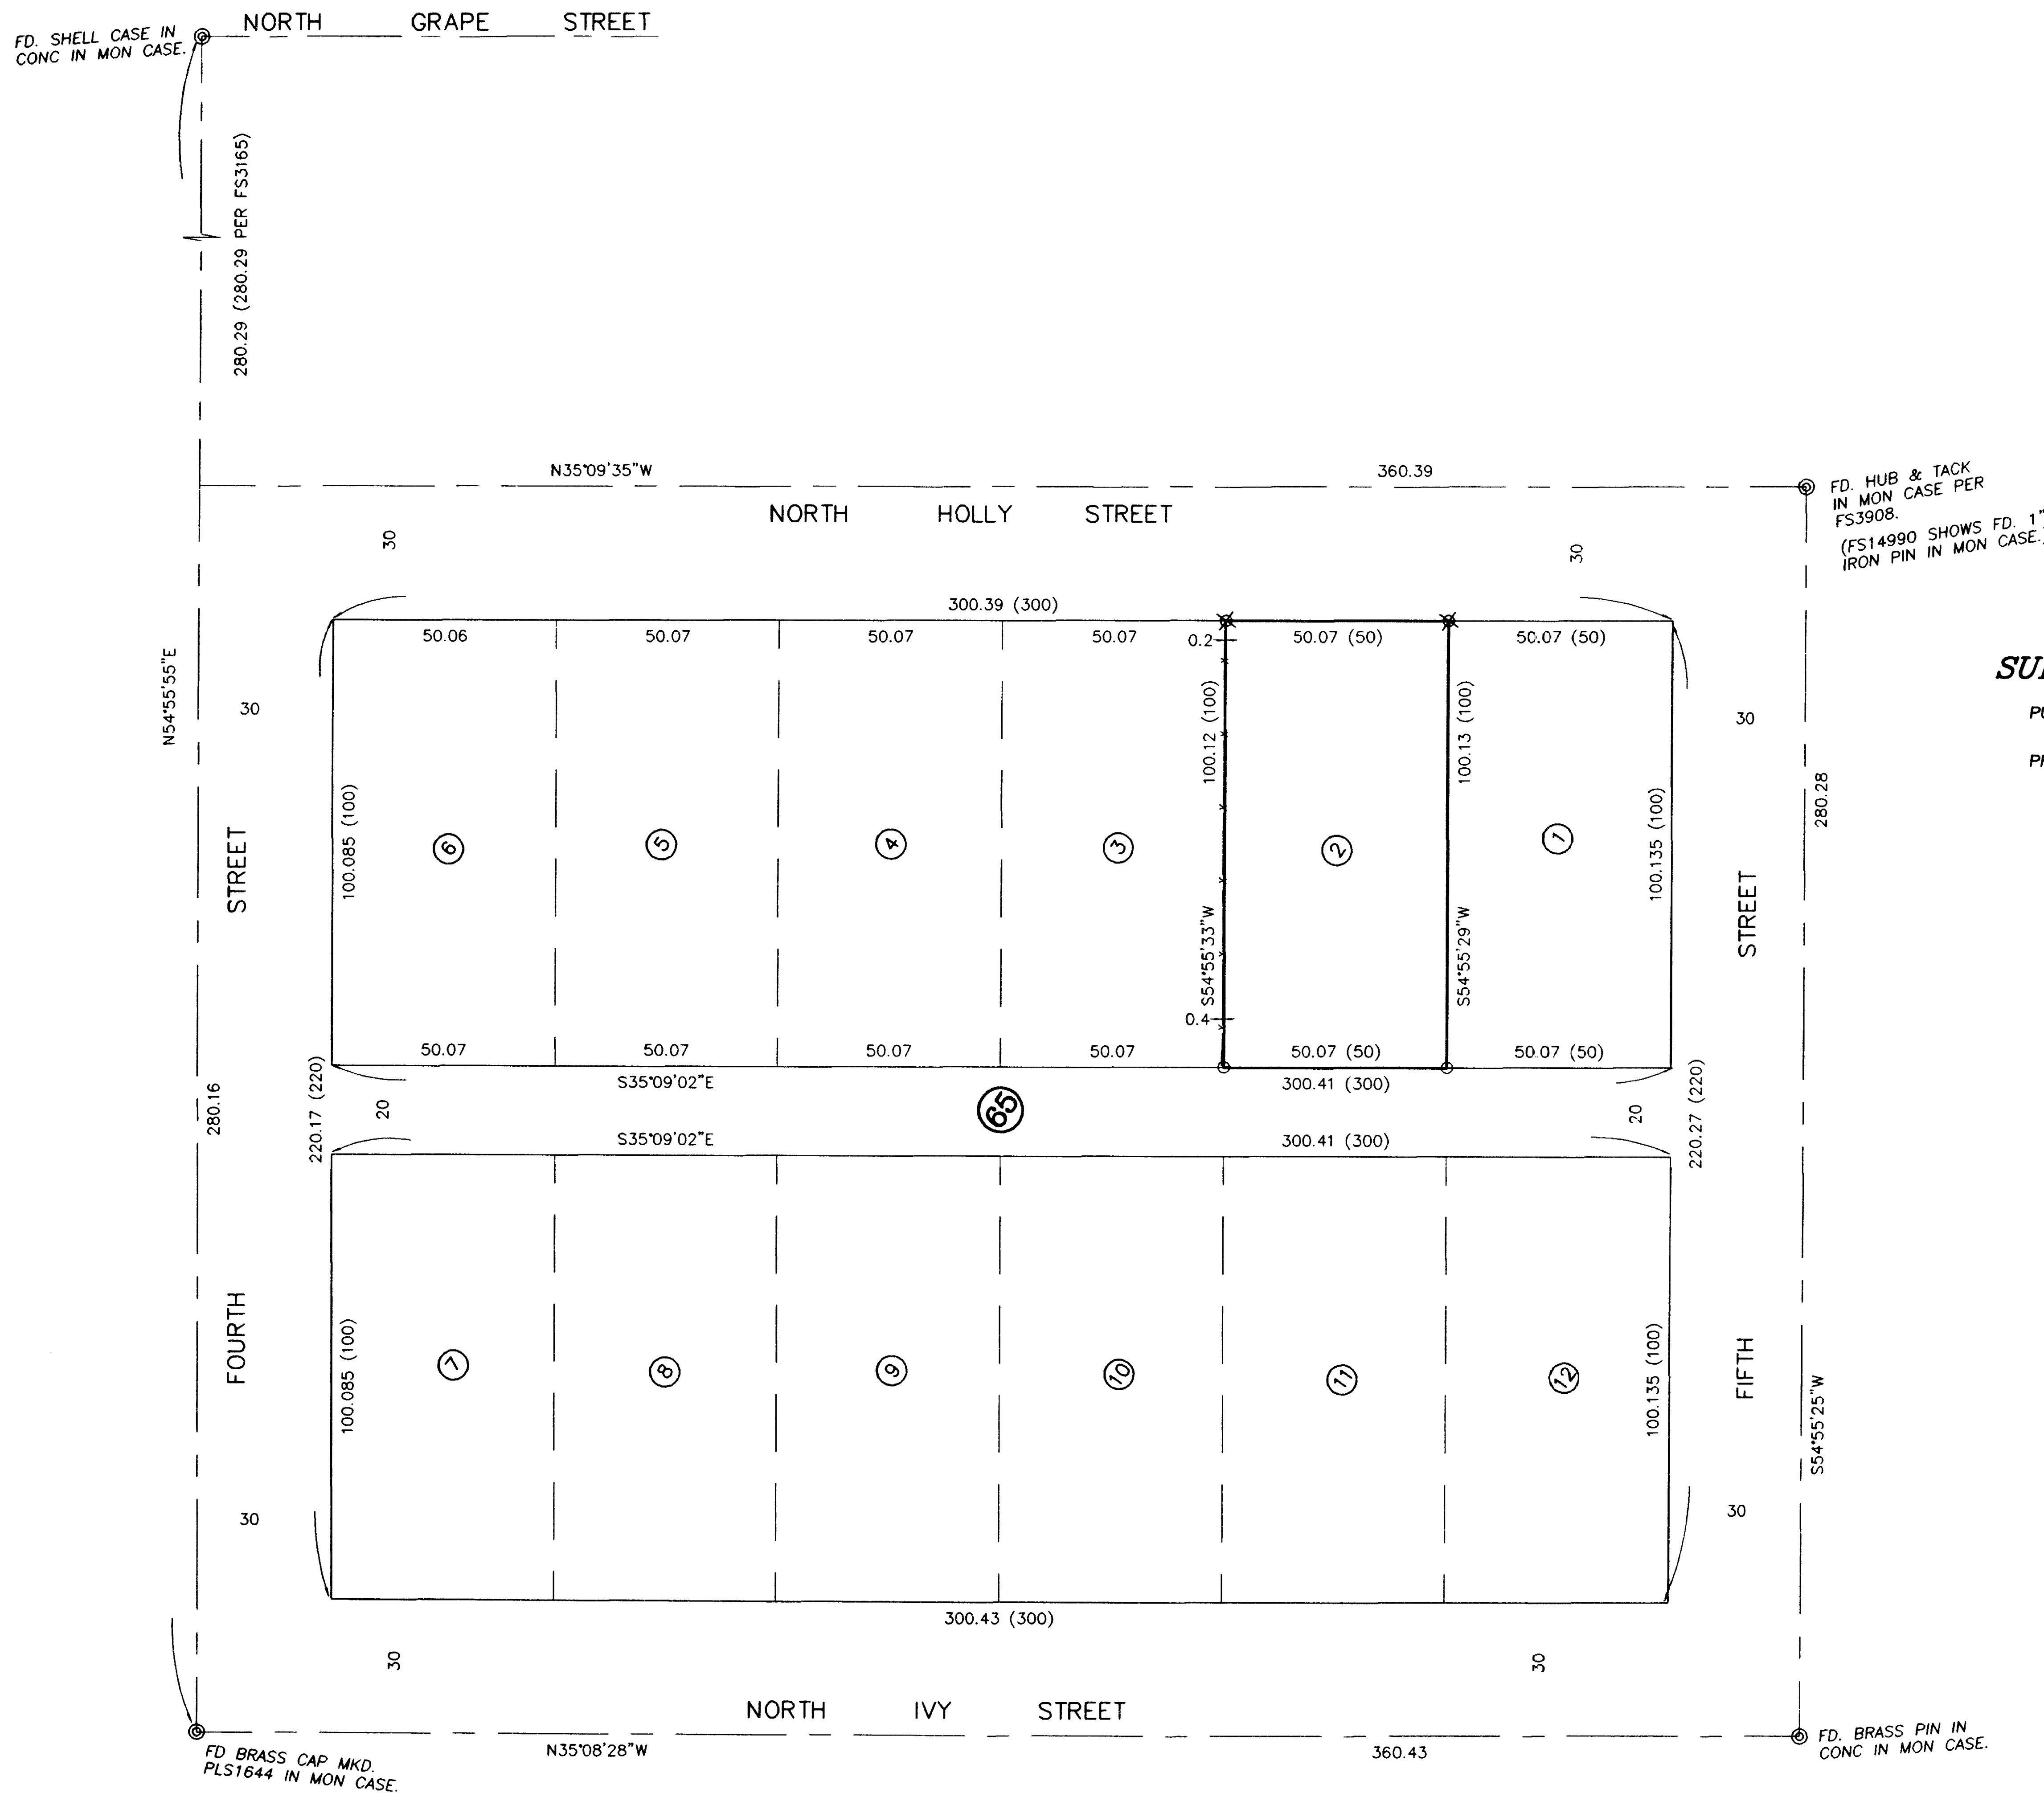 NORTH GRAPE STREET
FD. SHELL CASE IN
CONC IN MON CASE.
280.29 (280.29 PER FS3165)
N35°09'35"W
360.39
FD. HUB & TACK
IN MON CASE PER
FS3908.
(FS14990 SHOWS FD. 1"
IRON PIN IN MON CASE.
NORTH HOLLY STREET
30
30
300.39 (300)
50.06
50.07
50.07
50.07
0.2
50.07 (50)
50.07 (50)
N54°55'55"E
30
30
100.12 (100)
100.13 (100)
280.28
100.085 (100)
100.135 (100)
6
5
4
3
2
1
STREET
STREET
S54°55'33"W
S54°55'29"W
0.4
50.07
50.07
50.07
50.07
50.07 (50)
50.07 (50)
S35°09'02"E
300.41 (300)
280.16
220.17 (220)
20
65
20
220.27 (220)
S35°09'02"E
300.41 (300)
FOURTH
FIFTH
100.085 (100)
100.135 (100)
7
8
9
10
11
12
S54°55'25"W
30
30
300.43 (300)
30
30
NORTH IVY STREET
N35°08'28"W
360.43
FD BRASS CAP MKD.
PLS1644 IN MON CASE.
FD. BRASS PIN IN
CONC IN MON CASE.